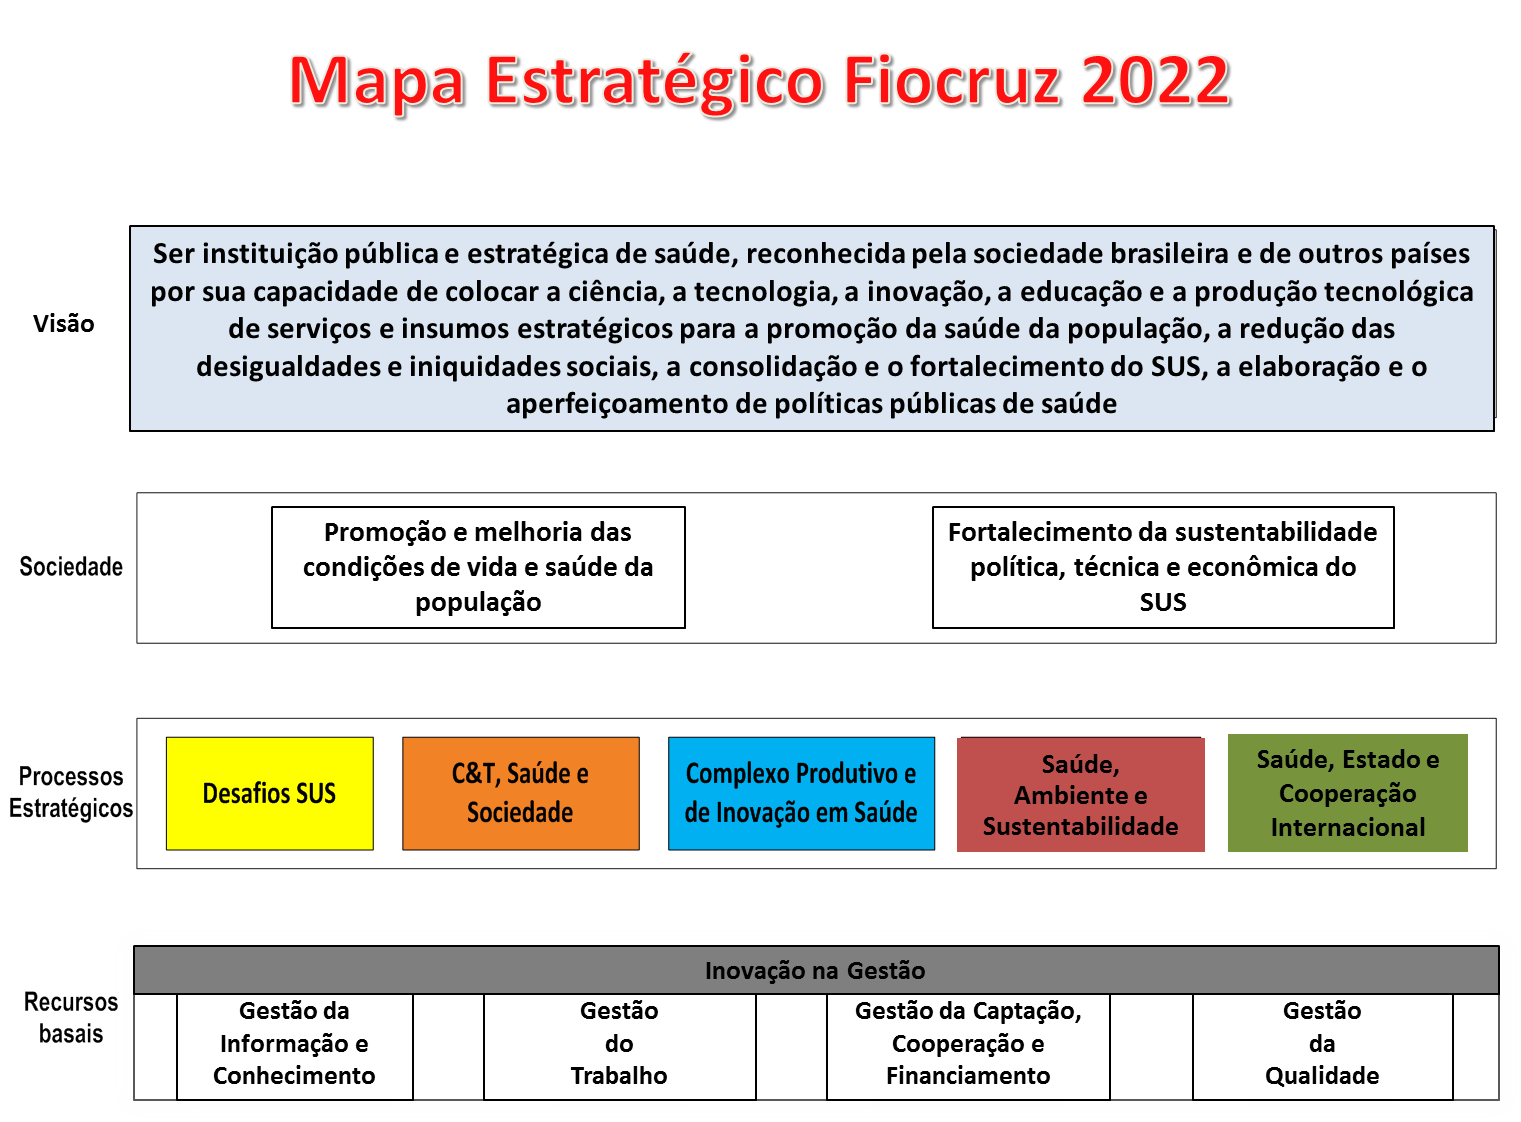 Mapa Estratégico Fiocruz 2022
Visão
Ser instituição pública e estratégica de saúde, reconhecida pela sociedade brasileira e de outros países
por sua capacidade de colocar a ciência, a tecnologia, a inovação, a educação e a produção tecnológica
de serviços e insumos estratégicos para a promoção da saúde da população, a redução das
desigualdades e iniquidades sociais, a consolidação e o fortalecimento do SUS, a elaboração e o
aperfeiçoamento de políticas públicas de saúde
Sociedade
Promoção e melhoria das
condições de vida e saúde da
população
Fortalecimento da sustentabilidade
política, técnica e econômica do
SUS
Processos
Estratégicos
Desafios SUS
C&T, Saúde e
Sociedade
Complexo Produtivo e
de Inovação em Saúde
Saúde,
Ambiente e
Sustentabilidade
Saúde, Estado e
Cooperação
Internacional
Recursos
basais
Inovação na Gestão
Gestão da
Informação e
Conhecimento
Gestão
do
Trabalho
Gestão da Captação,
Cooperação e
Financiamento
Gestão
da
Qualidade